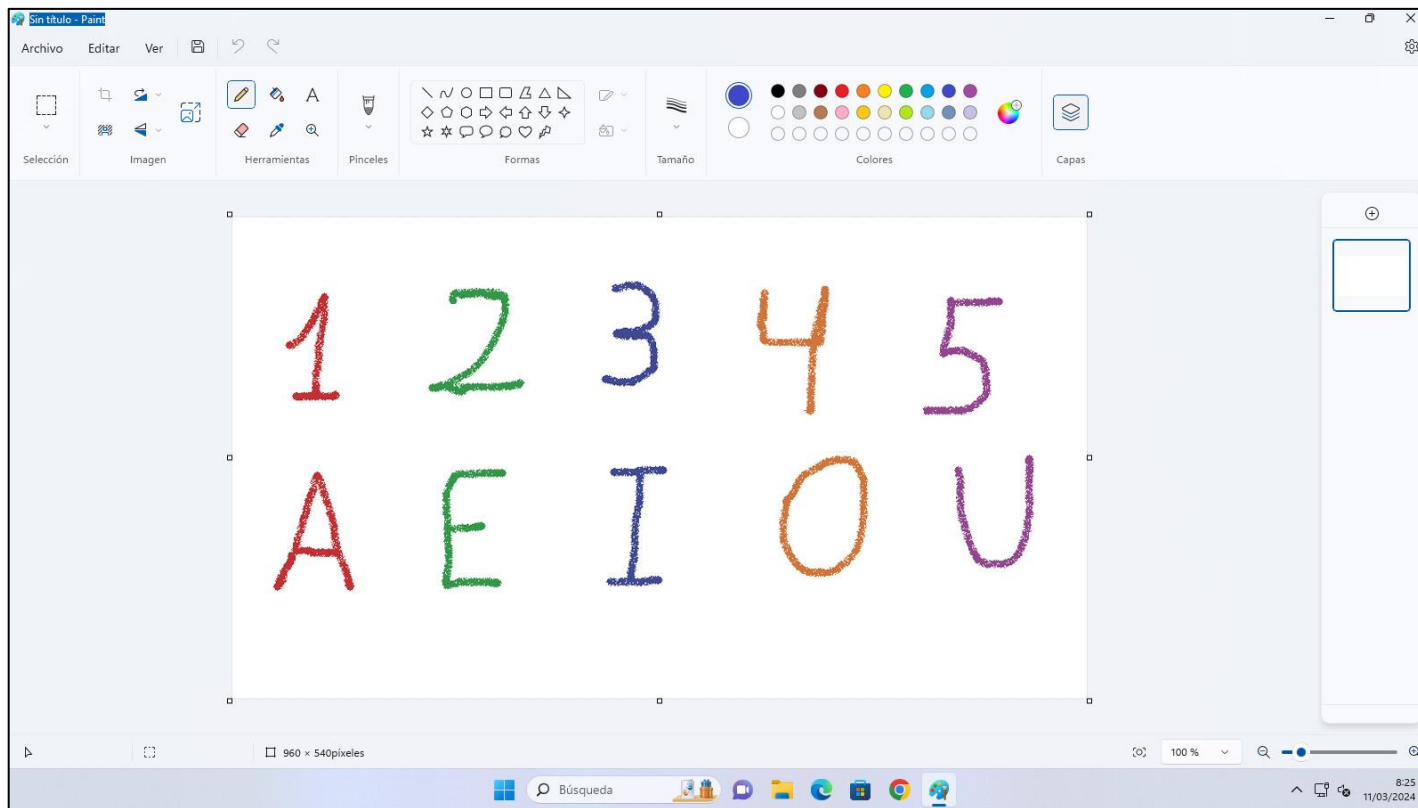 Sin título - Paint
Archivo Editar Ver
Selección Imagen Herramientas Pinceles Formas Tamaño Colores Capas
1 2 3 4 5
A E I O U
960 × 540píxeles 100 %
Búsqueda 8:25
11/03/2024